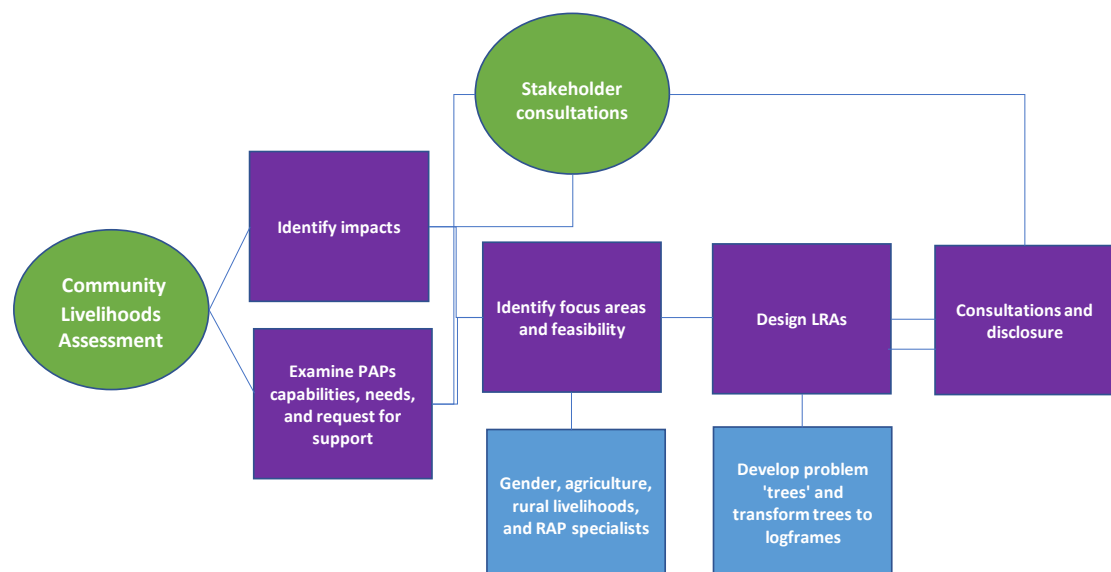 Stakeholder
consultations
Identify impacts
Community
Livelihoods
Assessment
Identify focus areas
and feasibility
Design LRAs
Consultations and
disclosure
Examine PAPs
capabilities, needs,
and request for
support
Gender, agriculture,
rural livelihoods,
and RAP specialists
Develop problem
'trees' and
transform trees to
logframes